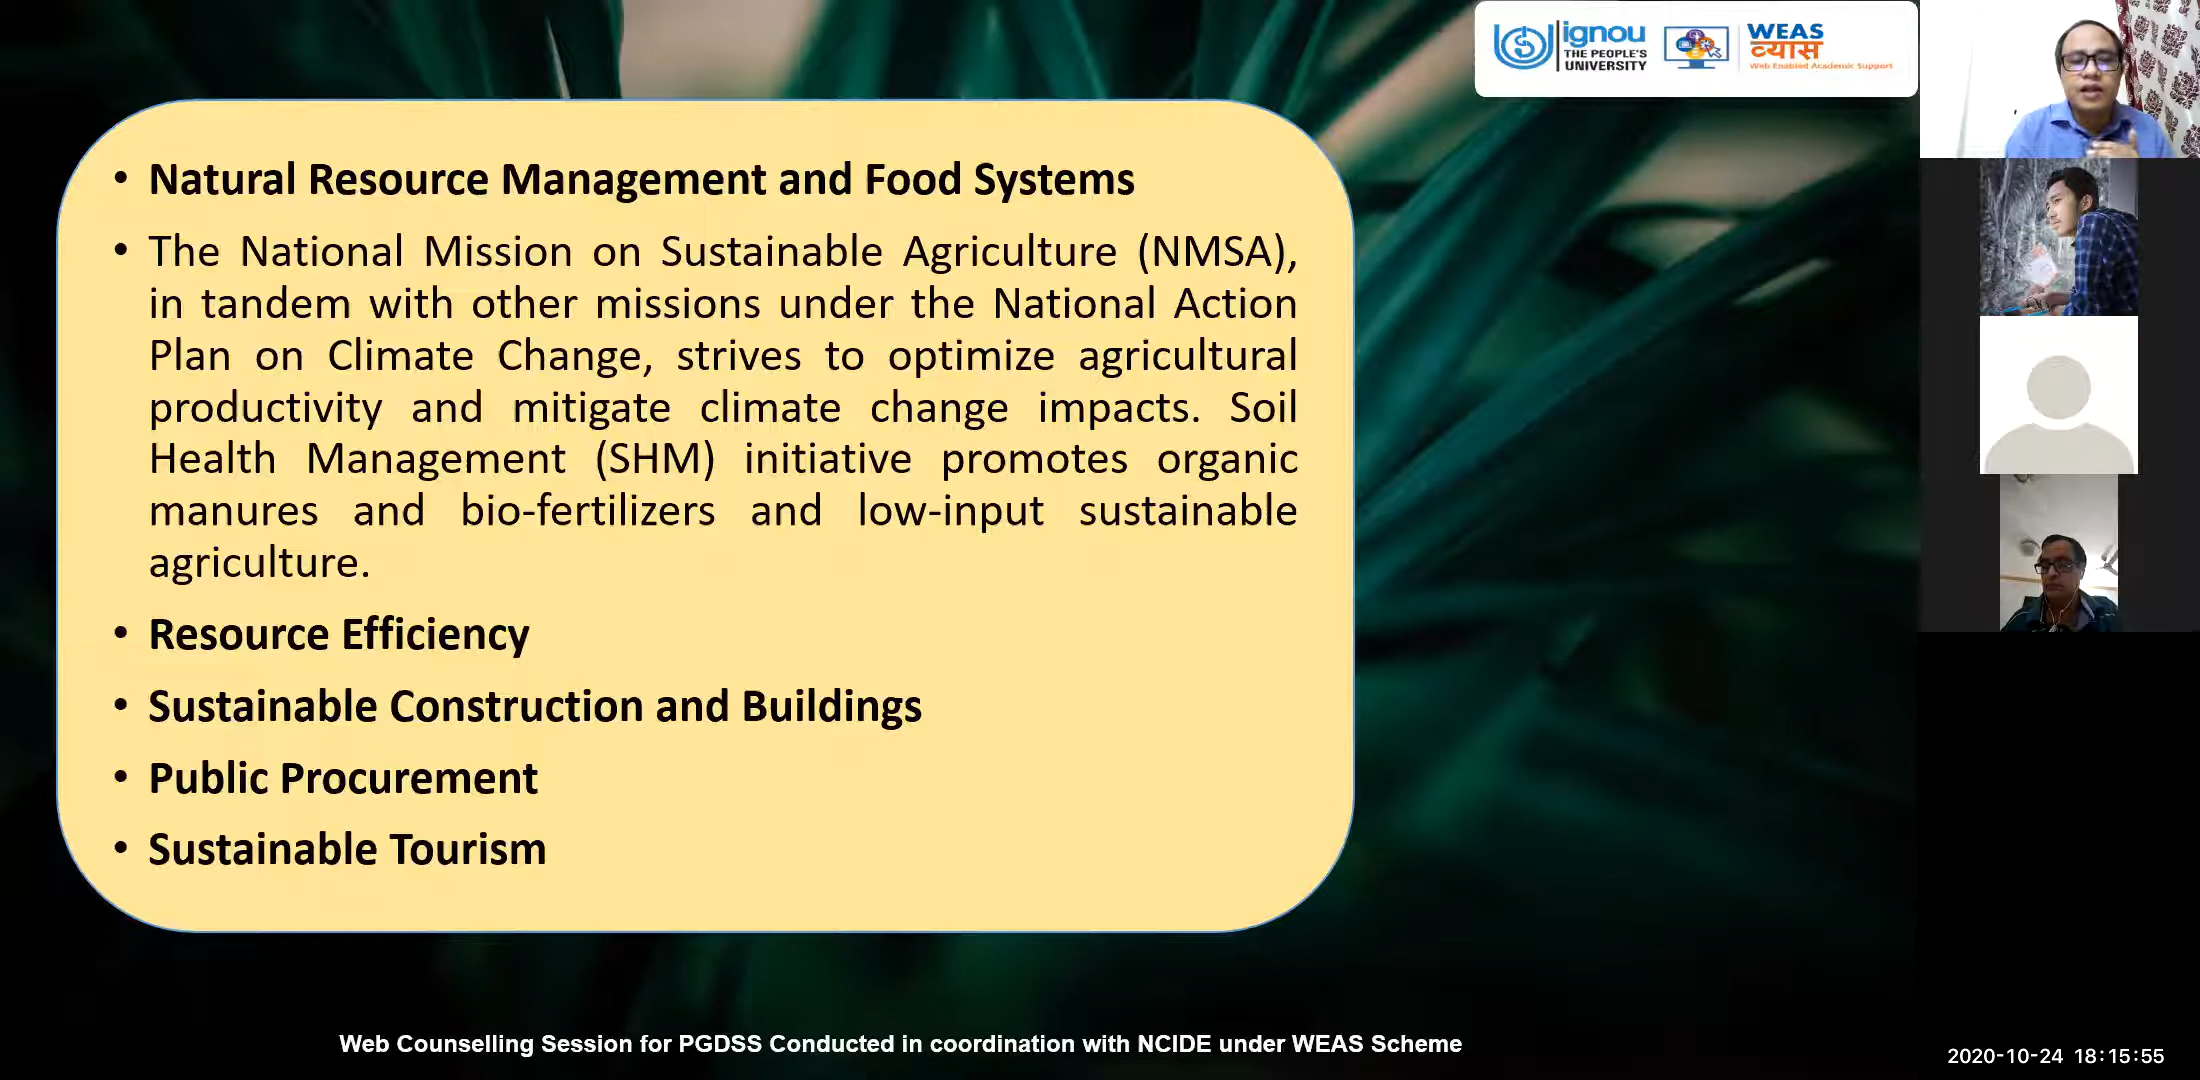 ignou
THE PEOPLE'S
UNIVERSITY
WEAS
व्यास
Web Enabled Academic Support
• Natural Resource Management and Food Systems
• The National Mission on Sustainable Agriculture (NMSA),
in tandem with other missions under the National Action
Plan on Climate Change, strives to optimize agricultural
productivity and mitigate climate change impacts. Soil
Health Management (SHM) initiative promotes organic
manures and bio-fertilizers and low-input sustainable
agriculture.
• Resource Efficiency
• Sustainable Construction and Buildings
• Public Procurement
• Sustainable Tourism
Web Counselling Session for PGDSS Conducted in coordination with NCIDE under WEAS Scheme
2020-10-24 18:15:55